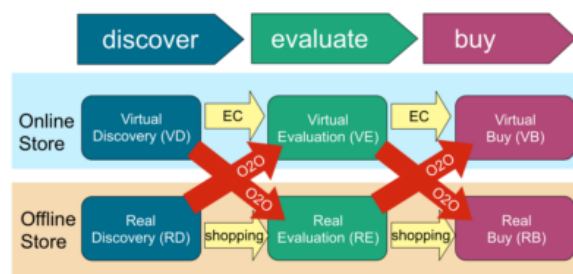 discover evaluate buy
Online
Store
Virtual
Discovery (VD)
EC
Virtual
Evaluation (VE)
EC
Virtual
Buy (VB)
O2O
O2O
O2O
O2O
Offline
Store
Real
Discovery (RD)
shopping
Real
Evaluation (RE)
shopping
Real
Buy (RB)